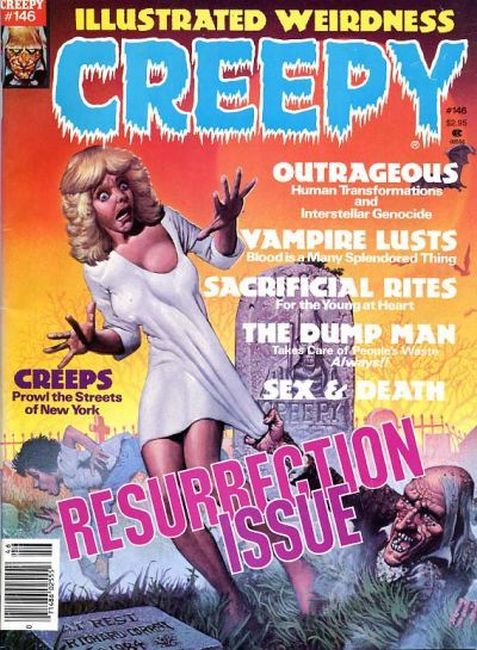 CREEPY
#146
ILLUSTRATED WEIRDNESS
CREEPY
®
#146
$2.95
OUTRAGEOUS
Human Transformations
and
Interstellar Genocide
VAMPIRE LUSTS
Blood is a Many Splendored Thing
SACRIFICIAL RITES
For the Young at Heart
THE DUMP MAN
Takes Care of People's Waste
Always!!
SEX & DEATH
CREEPS
Prowl the Streets
of New York
RESURRECTION
ISSUE
AT REST
RICHARD CORBEN
1984